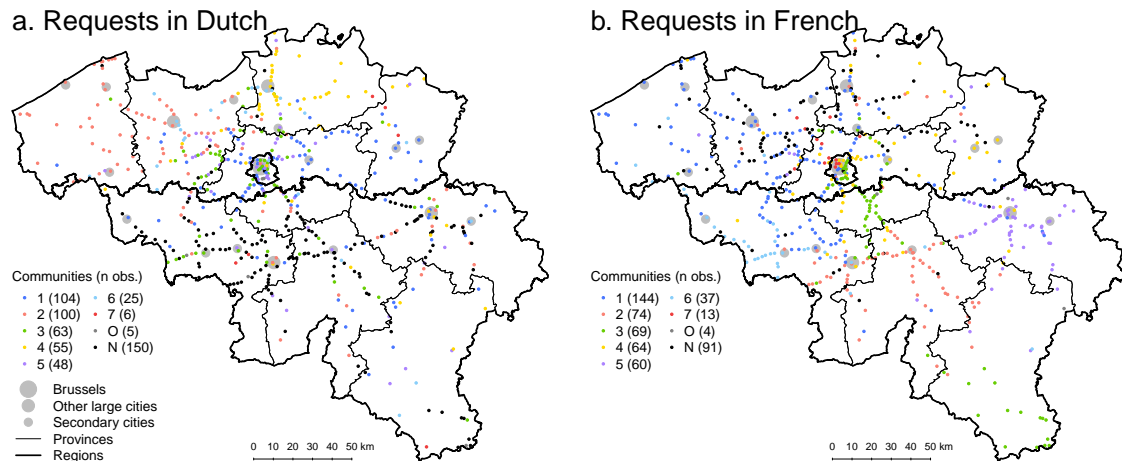 a. Requests in Dutch
Communities (n obs.)
1 (104)
2 (100)
3 (63)
4 (55)
5 (48)
6 (25)
7 (6)
O (5)
N (150)
Brussels
Other large cities
Secondary cities
Provinces
Regions
0 10 20 30 40 50 km
b. Requests in French
Communities (n obs.)
1 (144)
2 (74)
3 (69)
4 (64)
5 (60)
6 (37)
7 (13)
O (4)
N (91)
0 10 20 30 40 50 km